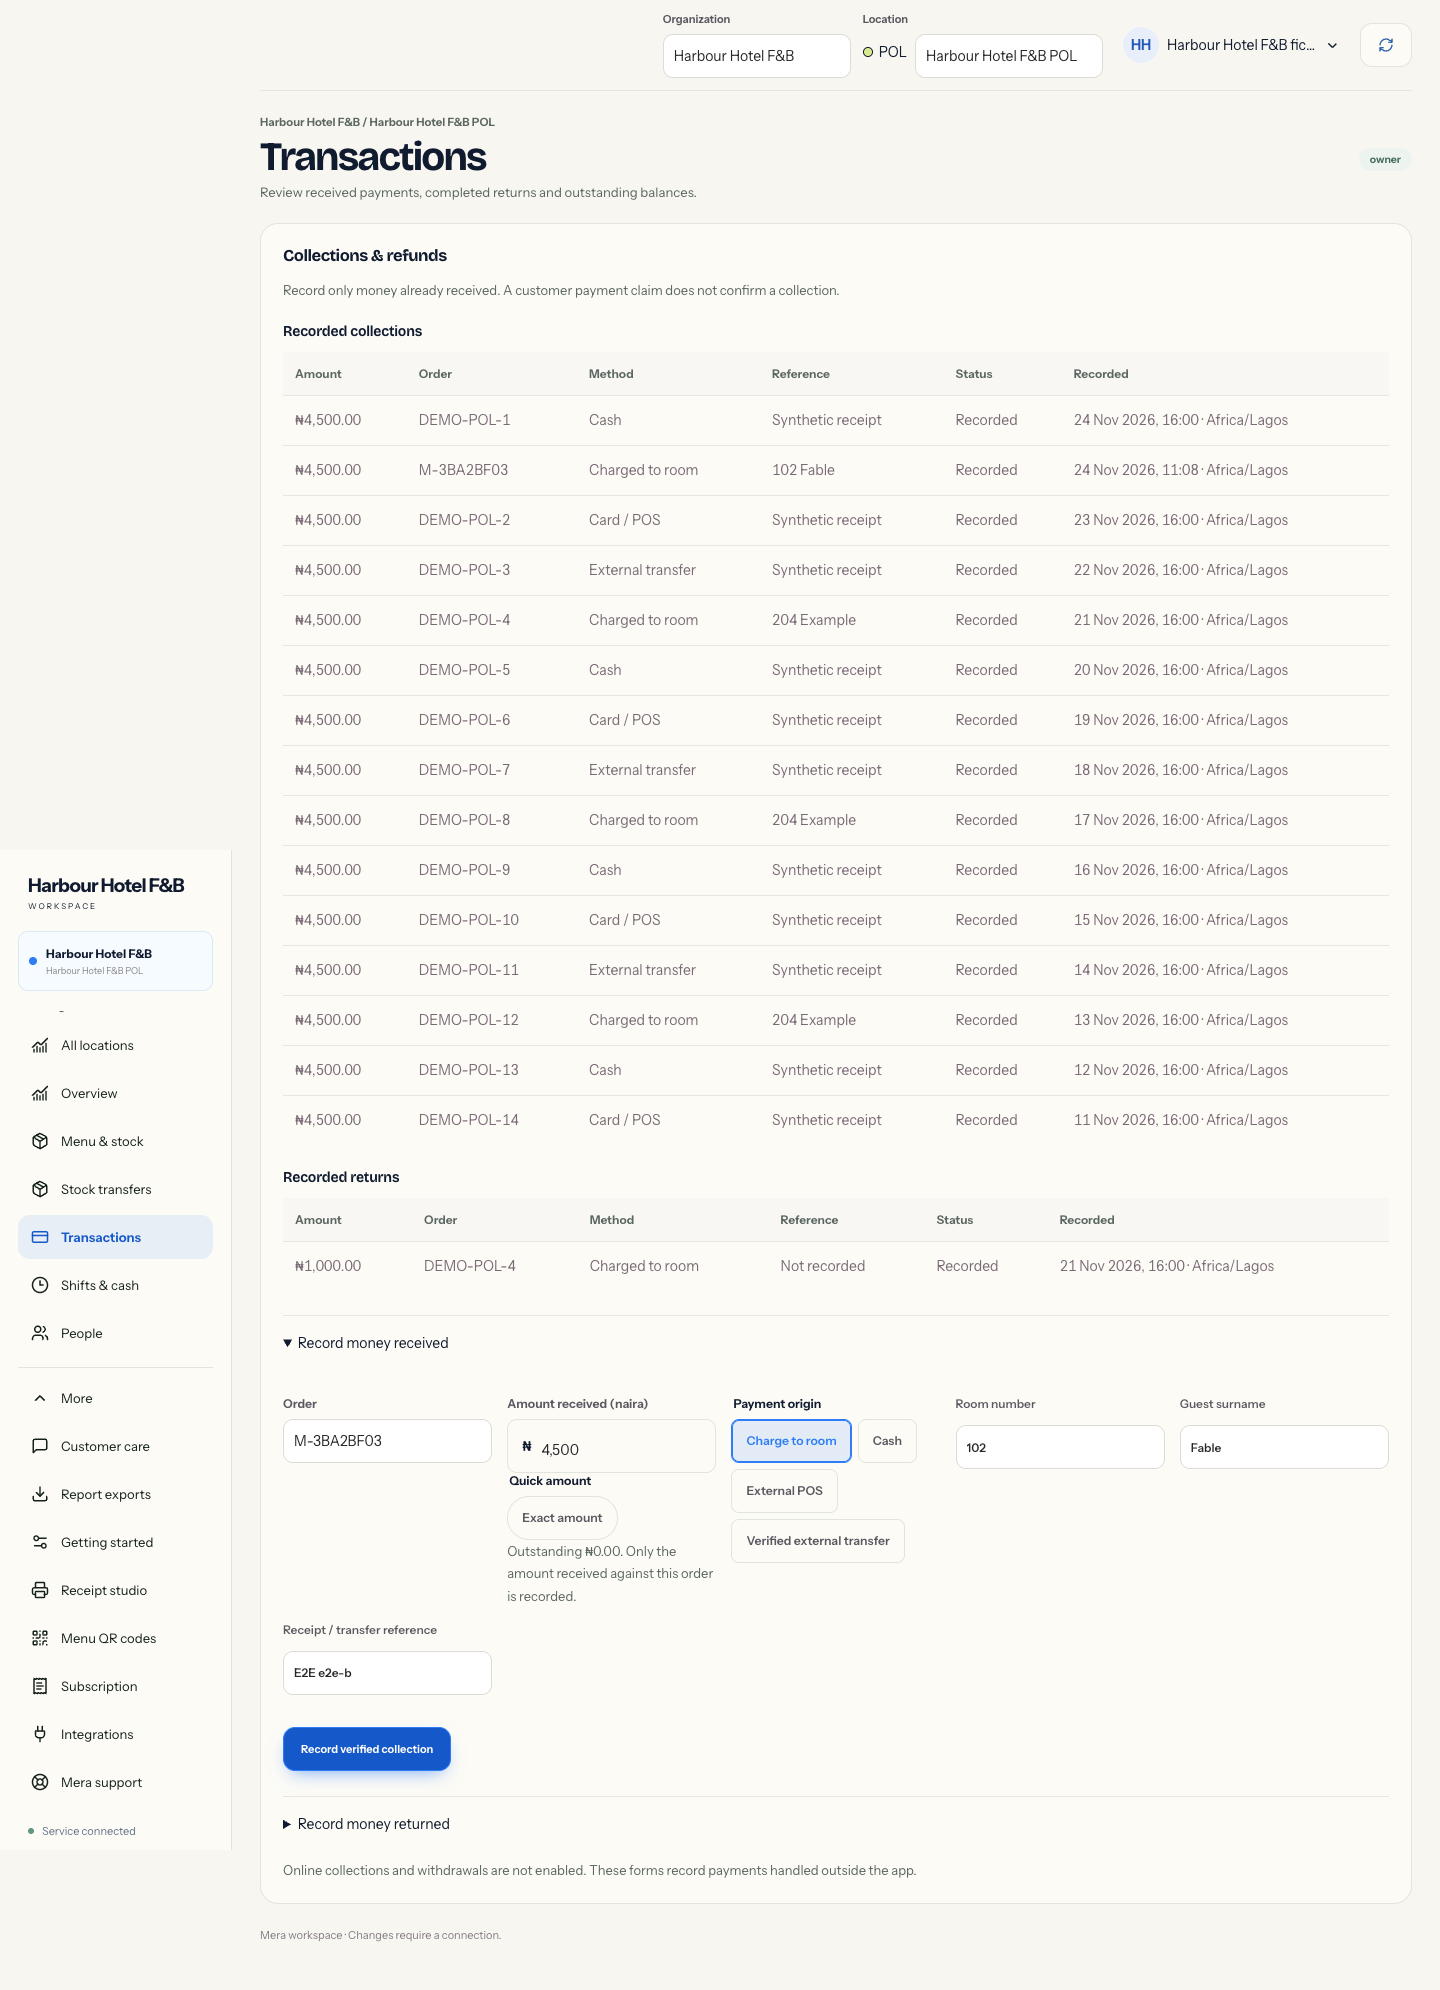 Organization
Location
Harbour Hotel F&B
POL
Harbour Hotel F&B POL
HH
Harbour Hotel F&B fic...
Harbour Hotel F&B / Harbour Hotel F&B POL
Transactions
owner
Review received payments, completed returns and outstanding balances.
Collections & refunds
Record only money already received. A customer payment claim does not confirm a collection.
Recorded collections
Amount Order Method Reference Status Recorded
₦4,500.00 DEMO-POL-1 Cash Synthetic receipt Recorded 24 Nov 2026, 16:00 · Africa/Lagos
₦4,500.00 M-3BA2BF03 Charged to room 102 Fable Recorded 24 Nov 2026, 11:08 · Africa/Lagos
₦4,500.00 DEMO-POL-2 Card / POS Synthetic receipt Recorded 23 Nov 2026, 16:00 · Africa/Lagos
₦4,500.00 DEMO-POL-3 External transfer Synthetic receipt Recorded 22 Nov 2026, 16:00 · Africa/Lagos
₦4,500.00 DEMO-POL-4 Charged to room 204 Example Recorded 21 Nov 2026, 16:00 · Africa/Lagos
₦4,500.00 DEMO-POL-5 Cash Synthetic receipt Recorded 20 Nov 2026, 16:00 · Africa/Lagos
₦4,500.00 DEMO-POL-6 Card / POS Synthetic receipt Recorded 19 Nov 2026, 16:00 · Africa/Lagos
₦4,500.00 DEMO-POL-7 External transfer Synthetic receipt Recorded 18 Nov 2026, 16:00 · Africa/Lagos
₦4,500.00 DEMO-POL-8 Charged to room 204 Example Recorded 17 Nov 2026, 16:00 · Africa/Lagos
₦4,500.00 DEMO-POL-9 Cash Synthetic receipt Recorded 16 Nov 2026, 16:00 · Africa/Lagos
₦4,500.00 DEMO-POL-10 Card / POS Synthetic receipt Recorded 15 Nov 2026, 16:00 · Africa/Lagos
₦4,500.00 DEMO-POL-11 External transfer Synthetic receipt Recorded 14 Nov 2026, 16:00 · Africa/Lagos
₦4,500.00 DEMO-POL-12 Charged to room 204 Example Recorded 13 Nov 2026, 16:00 · Africa/Lagos
₦4,500.00 DEMO-POL-13 Cash Synthetic receipt Recorded 12 Nov 2026, 16:00 · Africa/Lagos
₦4,500.00 DEMO-POL-14 Card / POS Synthetic receipt Recorded 11 Nov 2026, 16:00 · Africa/Lagos
Recorded returns
Amount Order Method Reference Status Recorded
₦1,000.00 DEMO-POL-4 Charged to room Not recorded Recorded 21 Nov 2026, 16:00 · Africa/Lagos
Record money received
Order
M-3BA2BF03
Amount received (naira)
₦ 4,500
Quick amount
Exact amount
Outstanding ₦0.00. Only the
amount received against this order
is recorded.
Payment origin
Charge to room
Cash
External POS
Verified external transfer
Room number
102
Guest surname
Fable
Receipt / transfer reference
E2E e2e-b
Record verified collection
Record money returned
Online collections and withdrawals are not enabled. These forms record payments handled outside the app.
Mera workspace · Changes require a connection.
Harbour Hotel F&B
WORKSPACE
Harbour Hotel F&B
Harbour Hotel F&B POL
-
All locations
Overview
Menu & stock
Stock transfers
Transactions
Shifts & cash
People
More
Customer care
Report exports
Getting started
Receipt studio
Menu QR codes
Subscription
Integrations
Mera support
Service connected